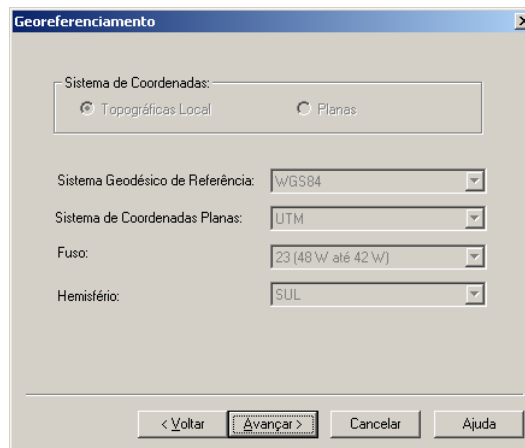 Georeferenciamento
Sistema de Coordenadas:
Topográficas Local Planas
Sistema Geodésico de Referência: WGS84
Sistema de Coordenadas Planas: UTM
Fuso: 23 (48 W até 42 W)
Hemisfério: SUL
< Voltar Avançar > Cancelar Ajuda